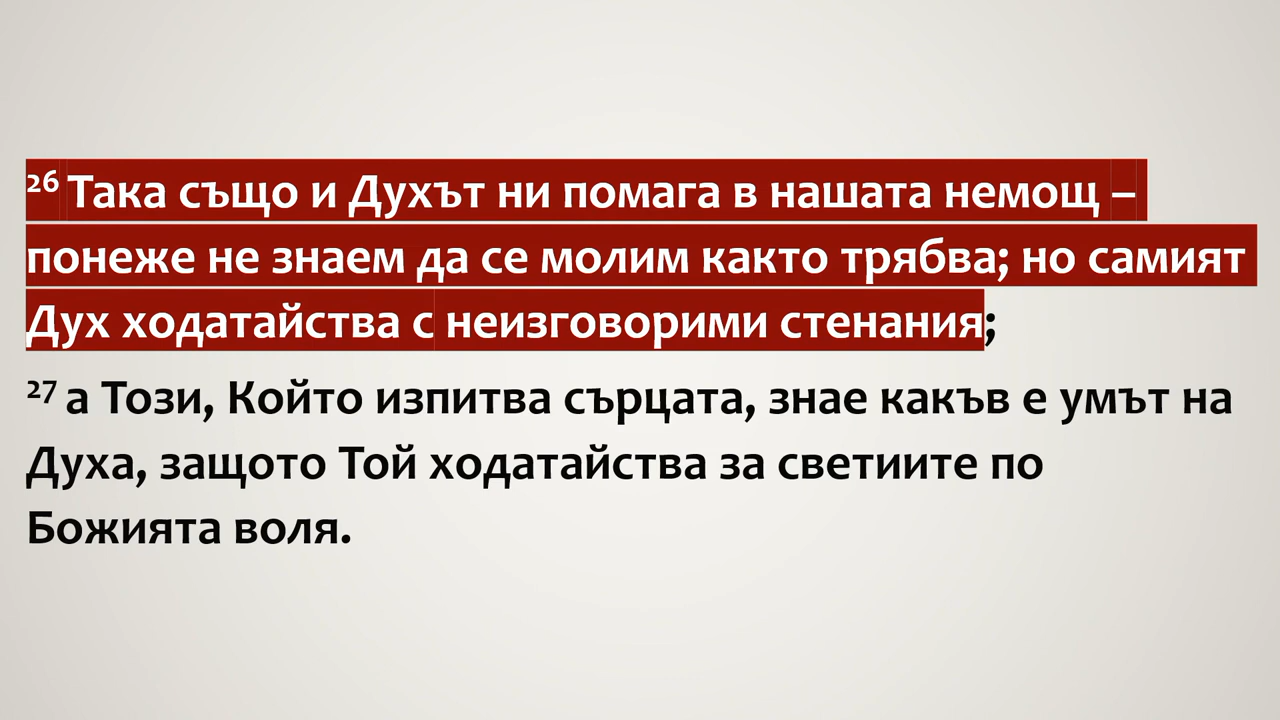 26 Така също и Духът ни помага в нашата немощ –
понеже не знаем да се молим както трябва; но самият
Дух ходатайства с неизговорими стенания;
27 а Този, Който изпитва сърцата, знае какъв е умът на
Духа, защото Той ходатайства за светиите по
Божията воля.